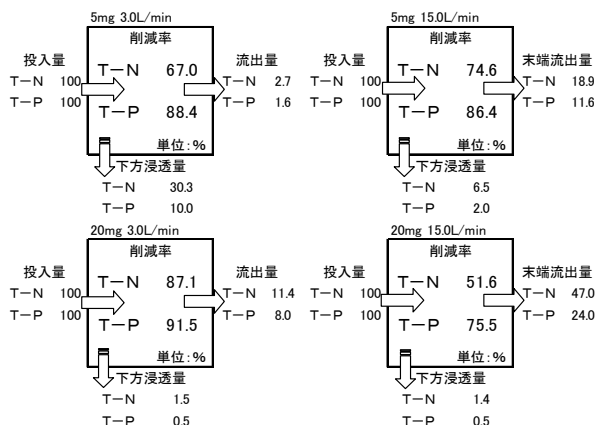 5mg 3.0L/min
削減率
投入量
T－N 100
T－P 100
T－N 67.0
T－P 88.4
単位：％
流出量
T－N 2.7
T－P 1.6
下方浸透量
T－N 30.3
T－P 10.0
5mg 15.0L/min
削減率
投入量
T－N 100
T－P 100
T－N 74.6
T－P 86.4
単位：％
末端流出量
T－N 18.9
T－P 11.6
下方浸透量
T－N 6.5
T－P 2.0
20mg 3.0L/min
削減率
投入量
T－N 100
T－P 100
T－N 87.1
T－P 91.5
単位：％
流出量
T－N 11.4
T－P 8.0
下方浸透量
T－N 1.5
T－P 0.5
20mg 15.0L/min
削減率
投入量
T－N 100
T－P 100
T－N 51.6
T－P 75.5
単位：％
末端流出量
T－N 47.0
T－P 24.0
下方浸透量
T－N 1.4
T－P 0.5